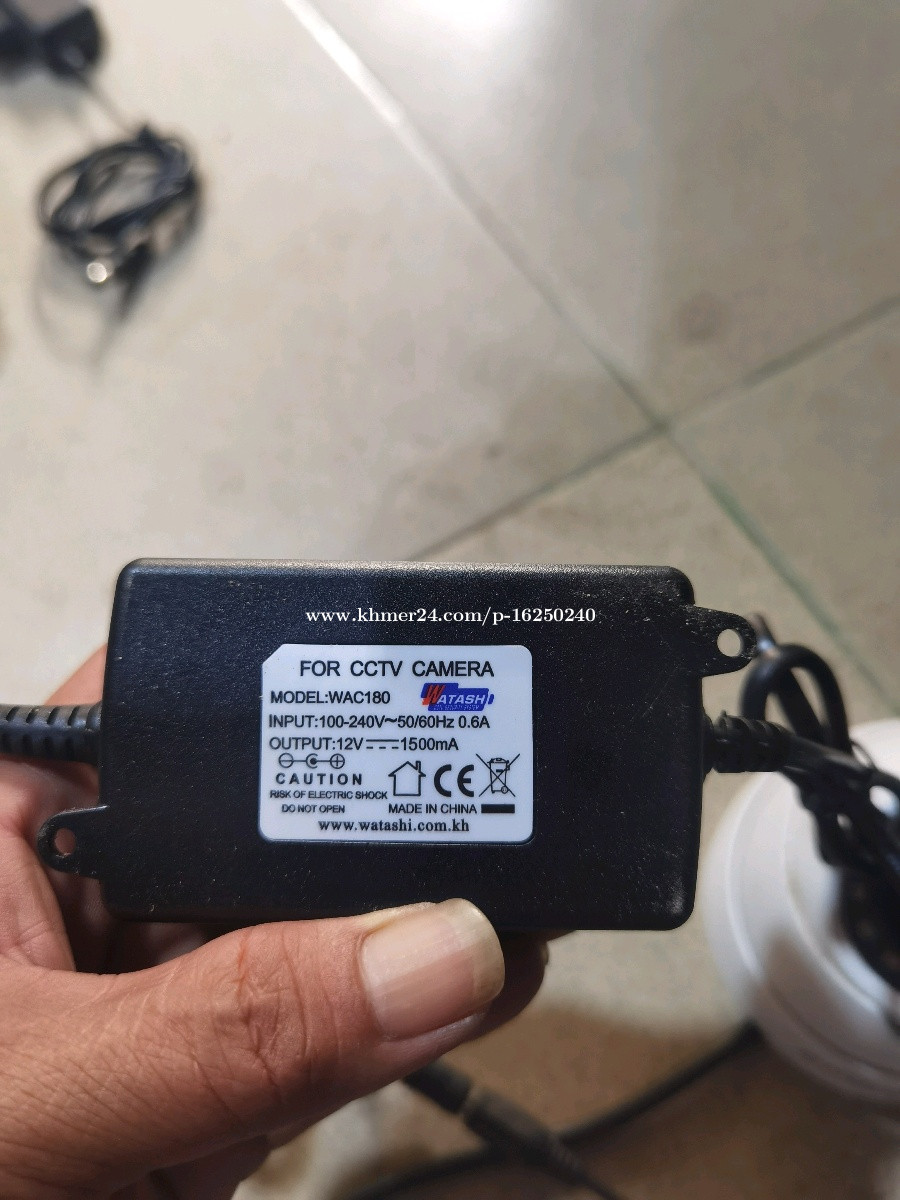 www.khmer24.com/p-16250240
FOR CCTV CAMERA
MODEL:WAC180 WATASHI
INPUT:100-240V～50/60Hz 0.6A
OUTPUT:12V⎓1500mA
CAUTION
RISK OF ELECTRIC SHOCK
DO NOT OPEN
CE
MADE IN CHINA
www.watashi.com.kh